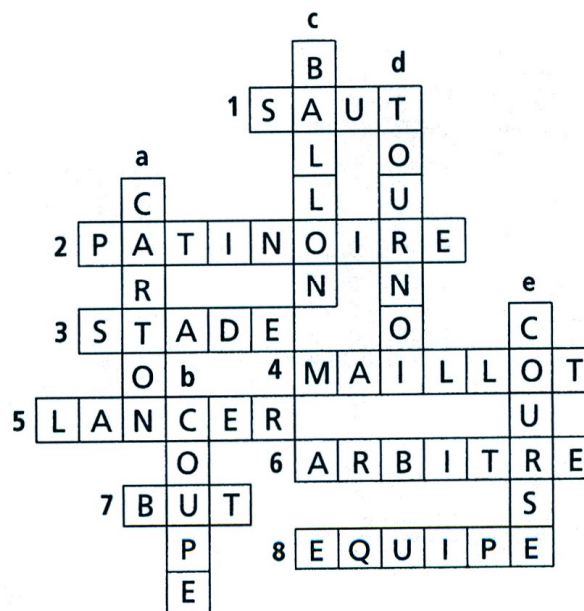 c
B d
1 S A U T
a L O
C L U
2 P A T I N O I R E
R N N e
3 S T A D E O C
O b 4 M A I L L O T
5 L A N C E R U
O 6 A R B I T R E
7 B U T S
P 8 E Q U I P E
E